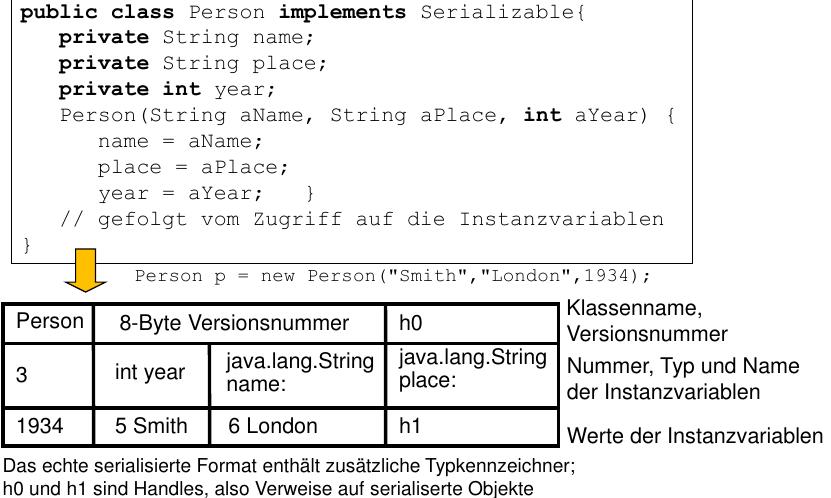 public class Person implements Serializable{
private String name;
private String place;
private int year;
Person(String aName, String aPlace, int aYear) {
name = aName;
place = aPlace;
year = aYear; }
// gefolgt vom Zugriff auf die Instanzvariablen
}
Person p = new Person("Smith","London",1934);
Person 8-Byte Versionsnummer h0
Klassenname,
Versionsnummer
3 int year java.lang.String name: java.lang.String place:
Nummer, Typ und Name
der Instanzvariablen
1934 5 Smith 6 London h1
Werte der Instanzvariablen
Das echte serialisierte Format enthält zusätzliche Typkennzeichner;
h0 und h1 sind Handles, also Verweise auf serialiserte Objekte